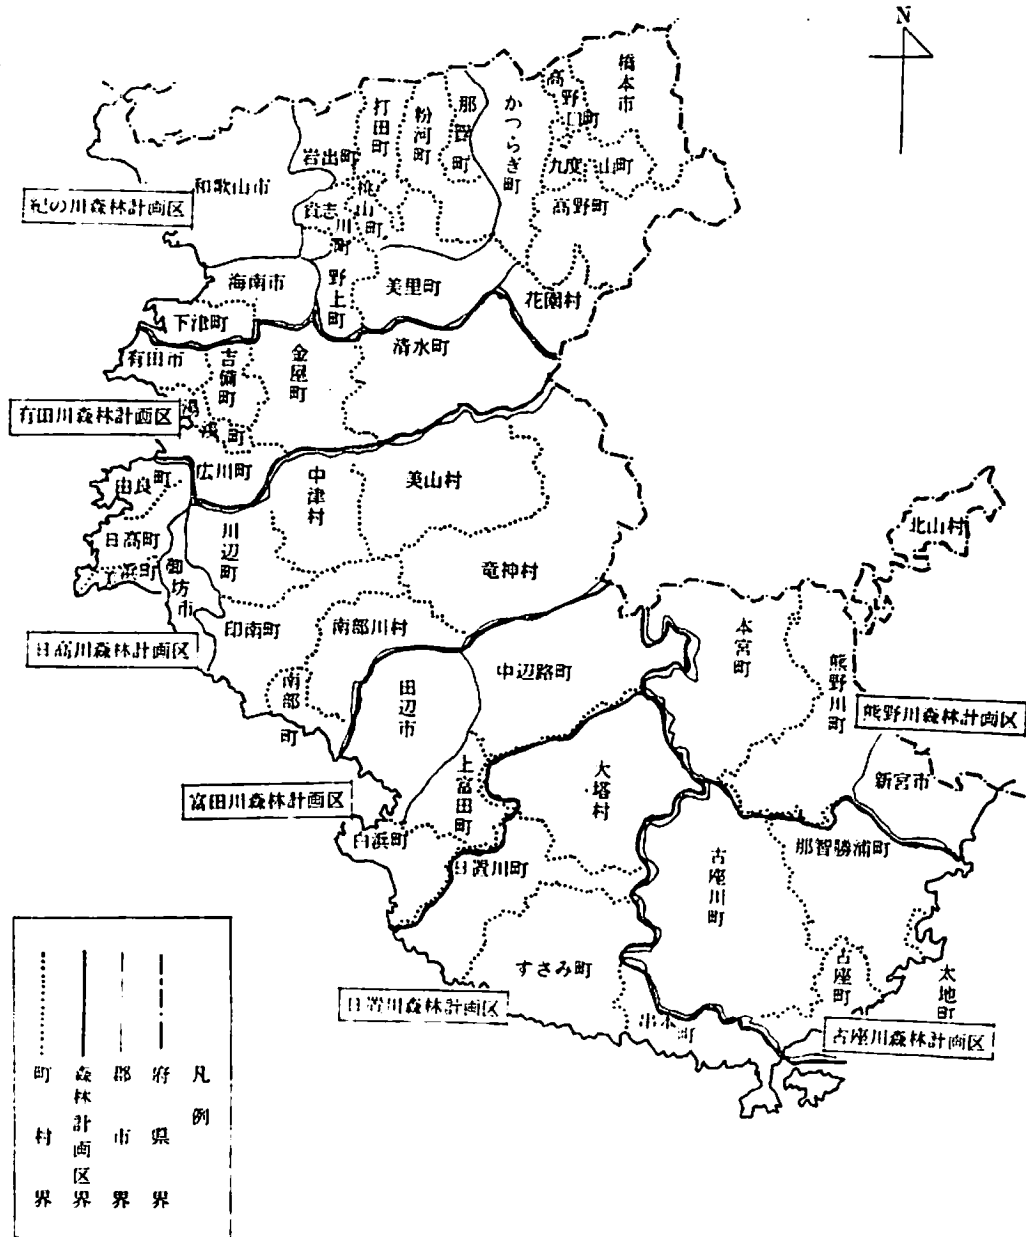 N
橋本市
高野口町
かつらぎ町
那賀町
粉河町
打田町
岩出町
和歌山市
九度山町
高野町
桃山町
貴志川町
紀の川森林計画区
海南市
野上町
美里町
花園村
下津町
清水町
金屋町
吉備町
有田市
湯浅町
有田川森林計画区
広川町
由良町
中津村
美山村
川辺町
日高町
御坊市
美浜町
竜神村
北山村
印南町
南部川村
日高川森林計画区
南部町
中辺路町
本宮町
熊野川町
熊野川森林計画区
田辺市
新宮市
上富田町
大塔村
富田川森林計画区
白浜町
日置川町
那智勝浦町
古座川町
すさみ町
古座町
太地町
日置川森林計画区
串本町
古座川森林計画区
凡例
府県界
郡市界
森林計画区界
町村界